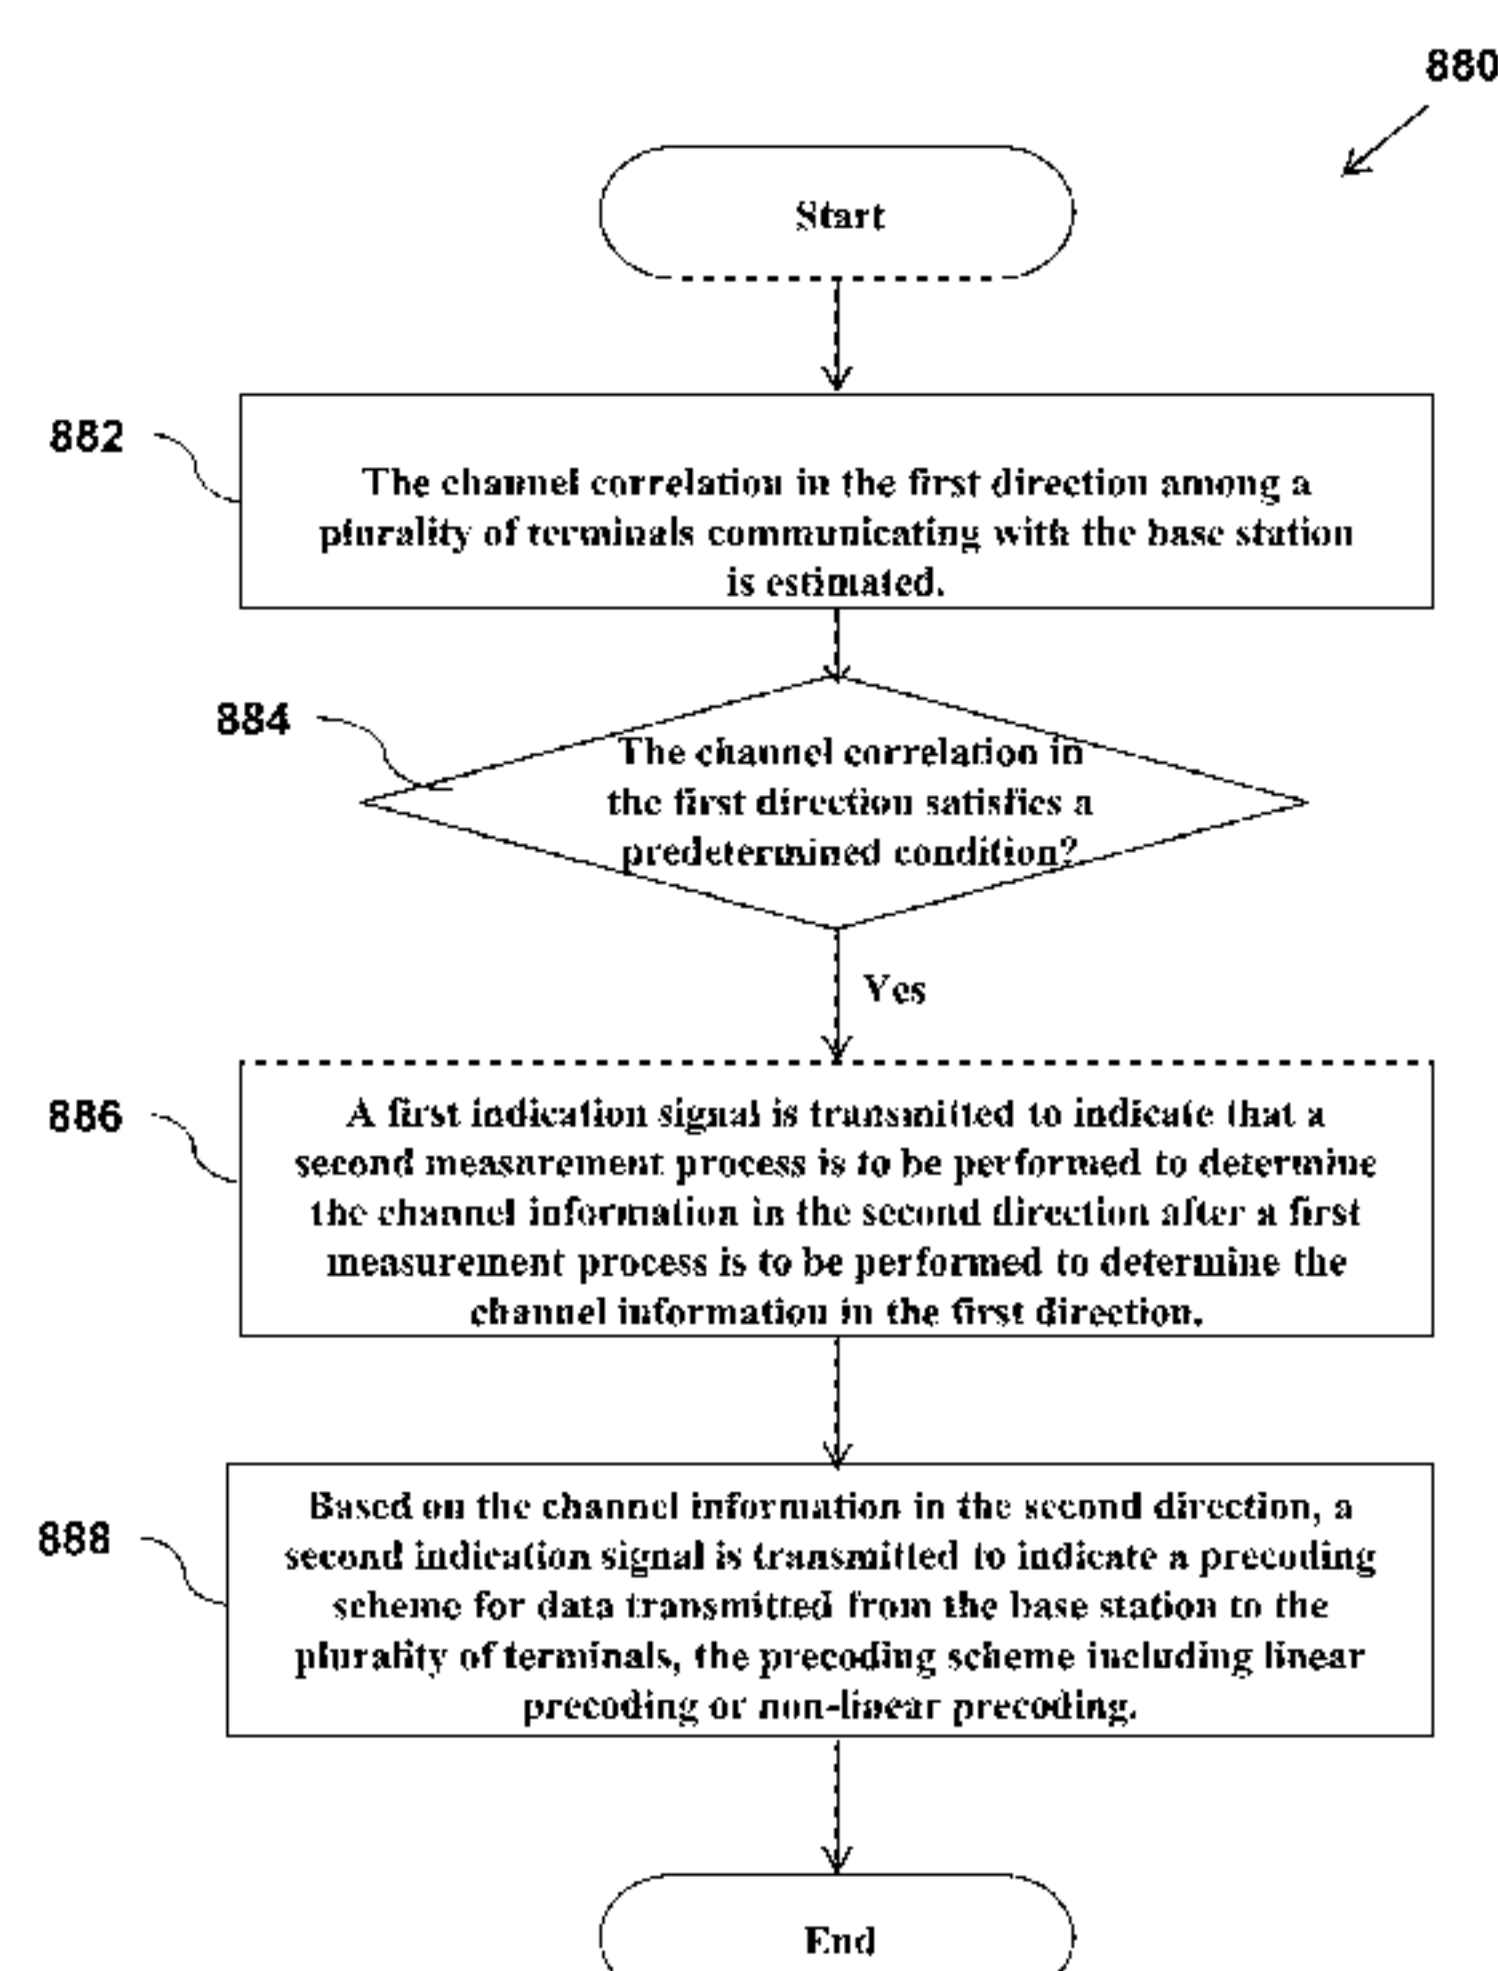 880
Start
882
The channel correlation in the first direction among a
plurality of terminals communicating with the base station
is estimated.
884
The channel correlation in
the first direction satisfies a
predetermined condition?
Yes
886
A first indication signal is transmitted to indicate that a
second measurement process is to be performed to determine
the channel information in the second direction after a first
measurement process is to be performed to determine the
channel information in the first direction.
888
Based on the channel information in the second direction, a
second indication signal is transmitted to indicate a precoding
scheme for data transmitted from the base station to the
plurality of terminals, the precoding scheme including linear
precoding or non-linear precoding.
End